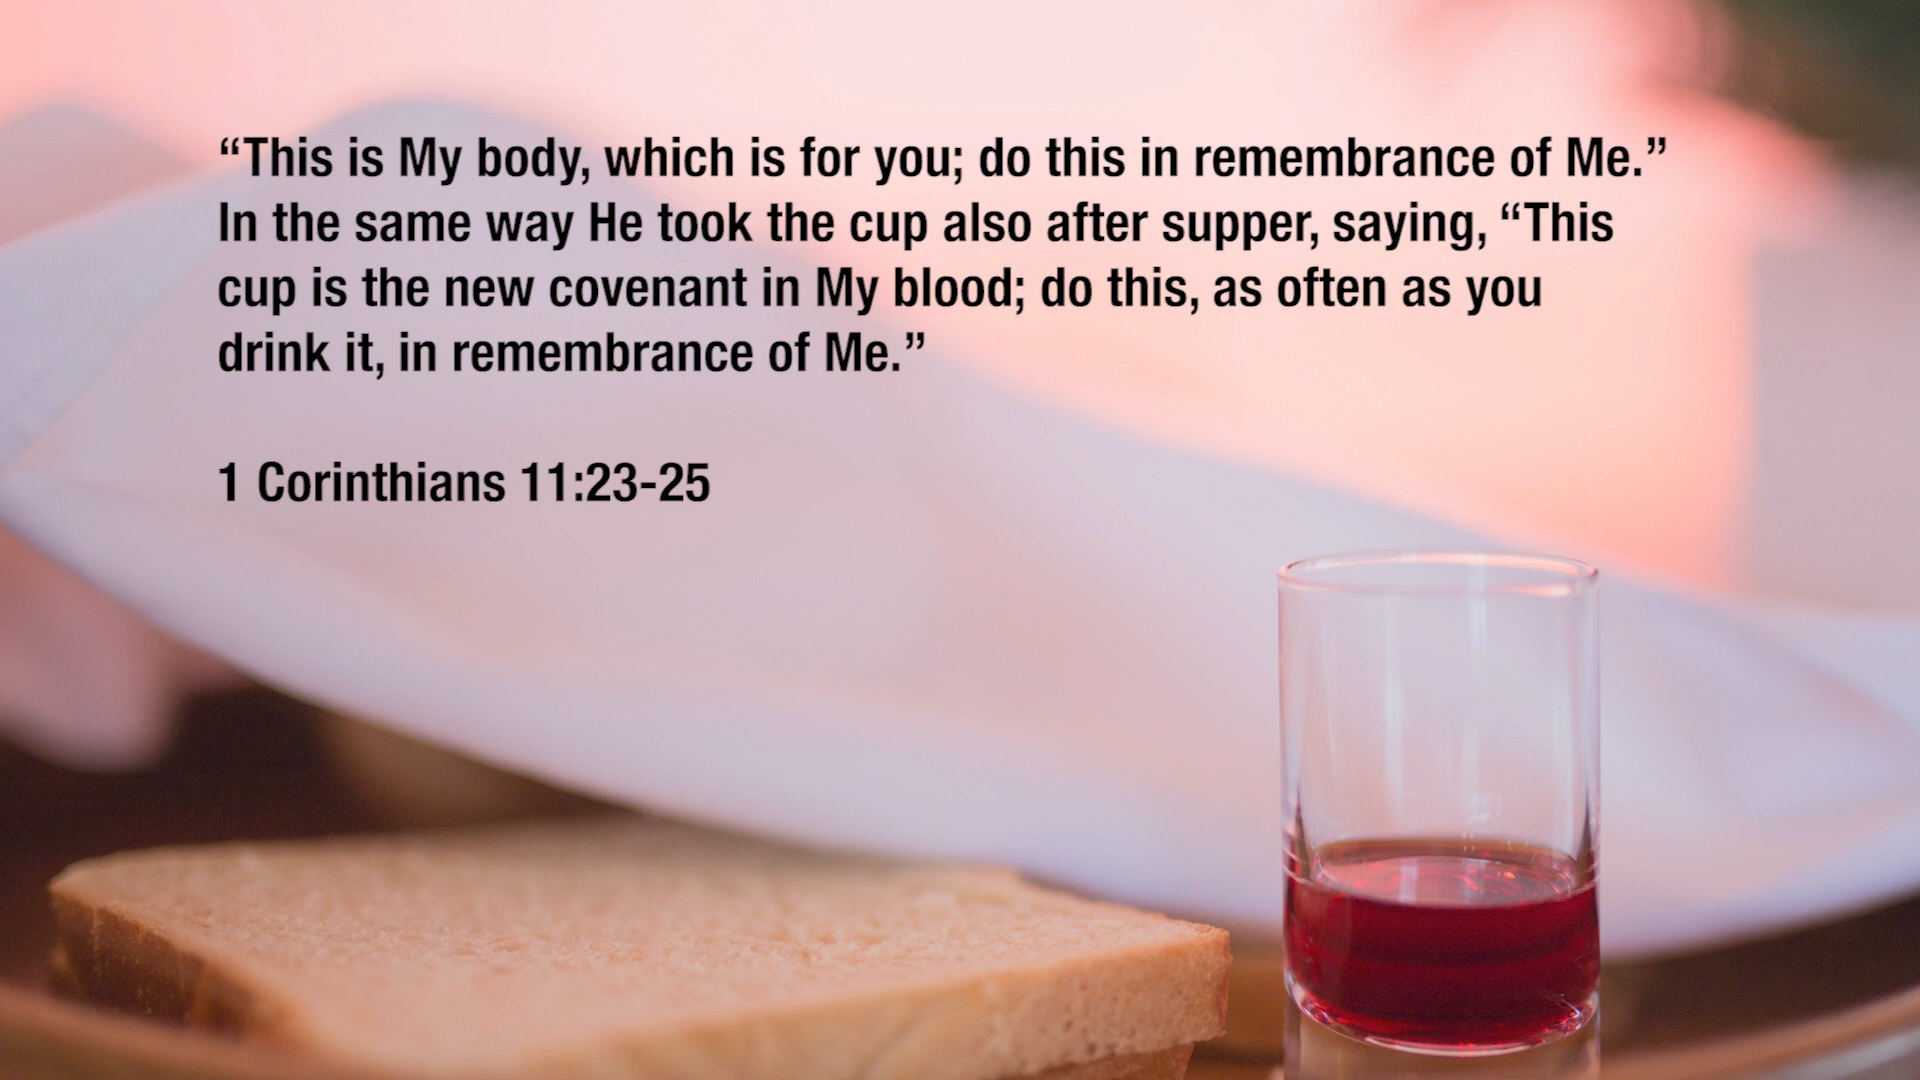 “This is My body, which is for you; do this in remembrance of Me.”
In the same way He took the cup also after supper, saying, “This
cup is the new covenant in My blood; do this, as often as you
drink it, in remembrance of Me.”
1 Corinthians 11:23-25